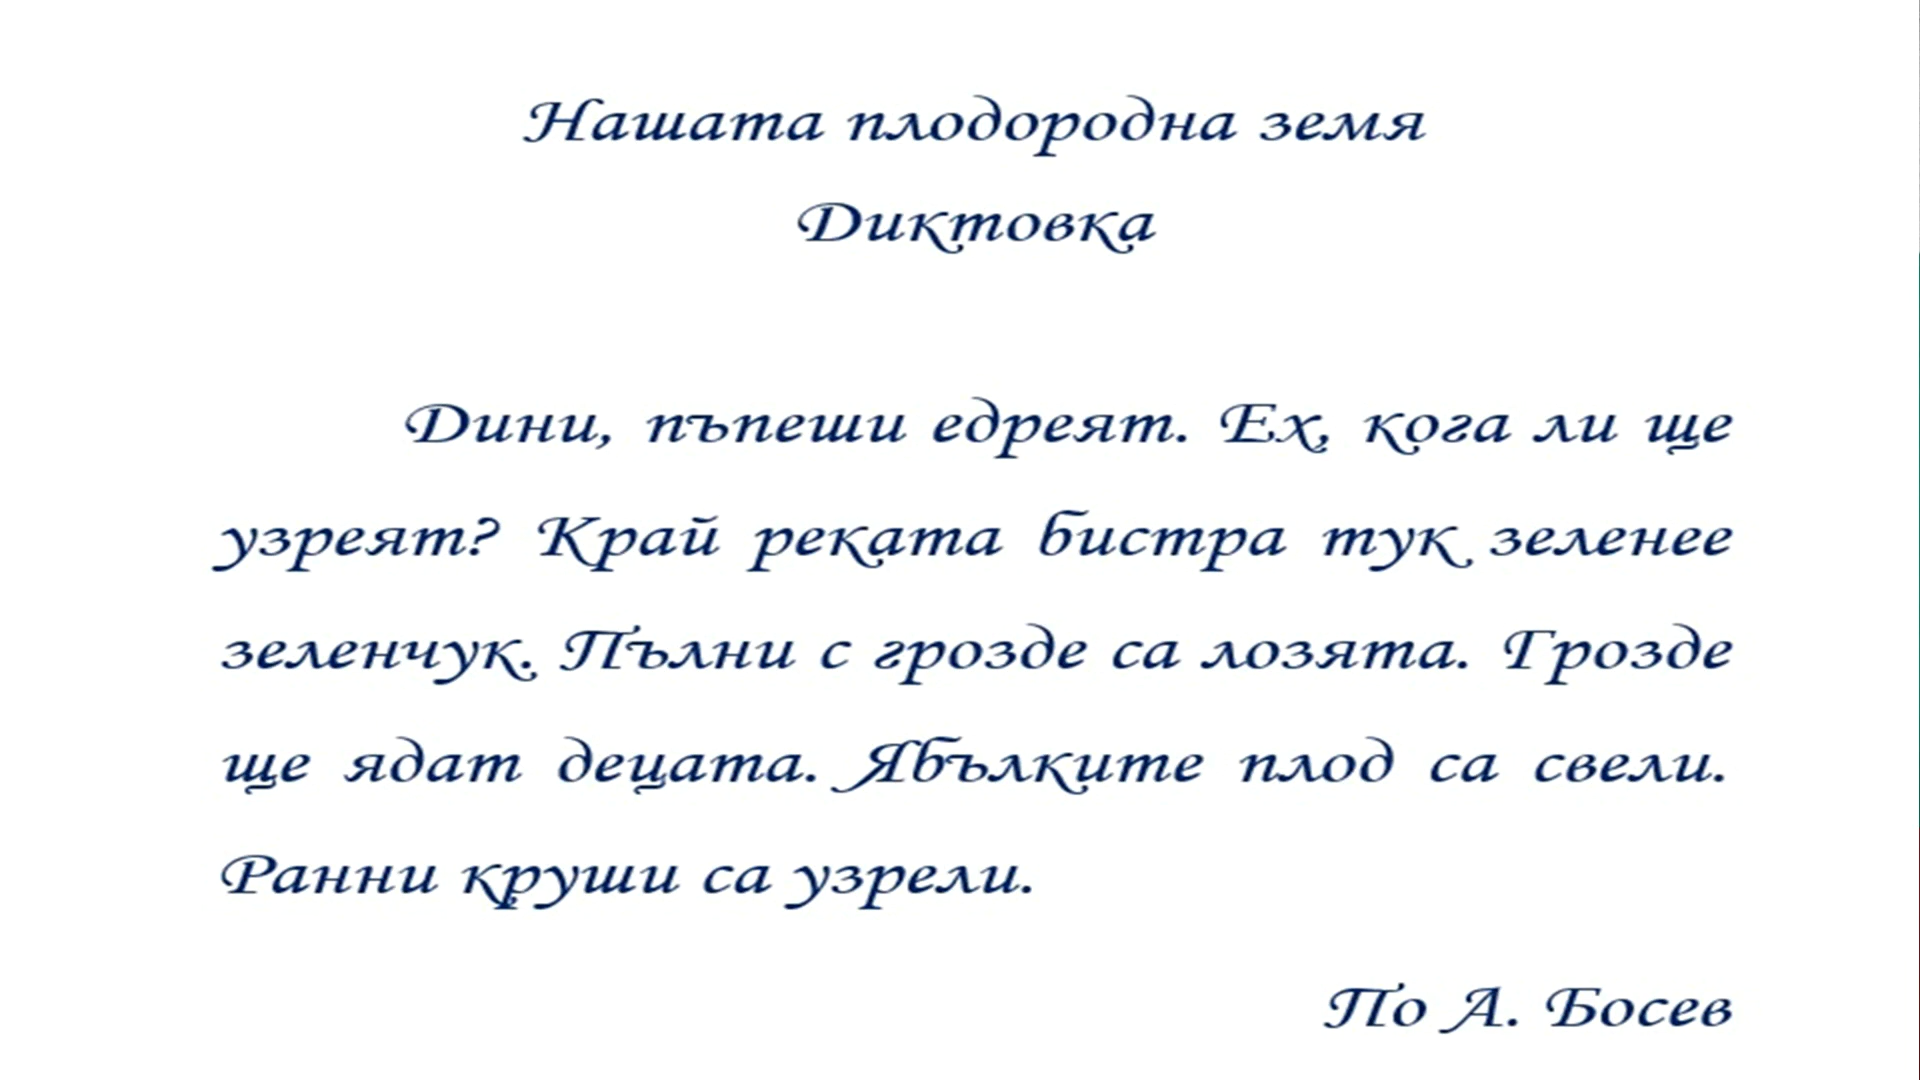 Нашата плодородна земя
Диктовка
Дини, пъпеши едреят. Ех, кога ли ще
узреят? Край реката бистра тук зеленее
зеленчук. Пълни с грозде са лозята. Грозде
ще ядат децата. Ябълките плод са свели.
Ранни круши са узрели.
По А. Босев